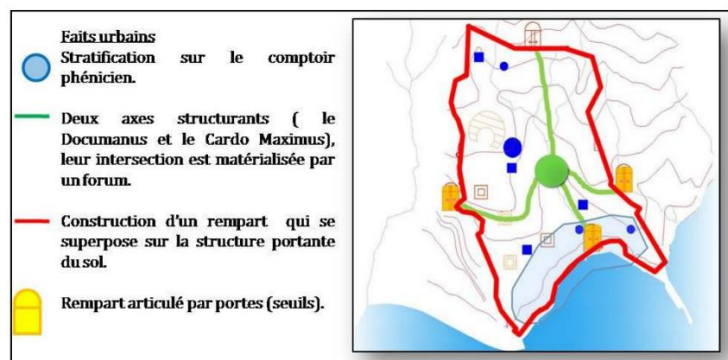 Faits urbains
Stratification sur le comptoir
phénicien.
Deux axes structurants ( le
Documanus et le Cardo Maximus),
leur intersection est matérialisée par
un forum.
Construction d'un rempart qui se
superpose sur la structure portante
du sol.
Rempart articulé par portes (seuils).